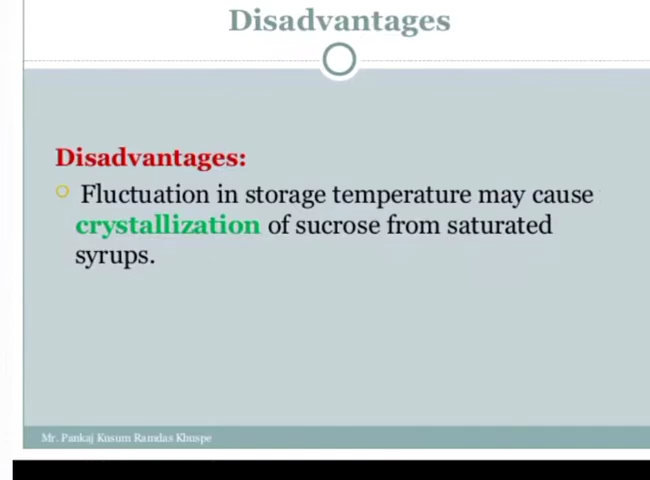 Disadvantages
Disadvantages:
Fluctuation in storage temperature may cause
crystallization of sucrose from saturated
syrups.
Mr. Pankaj Kusum Ramdas Khuspe